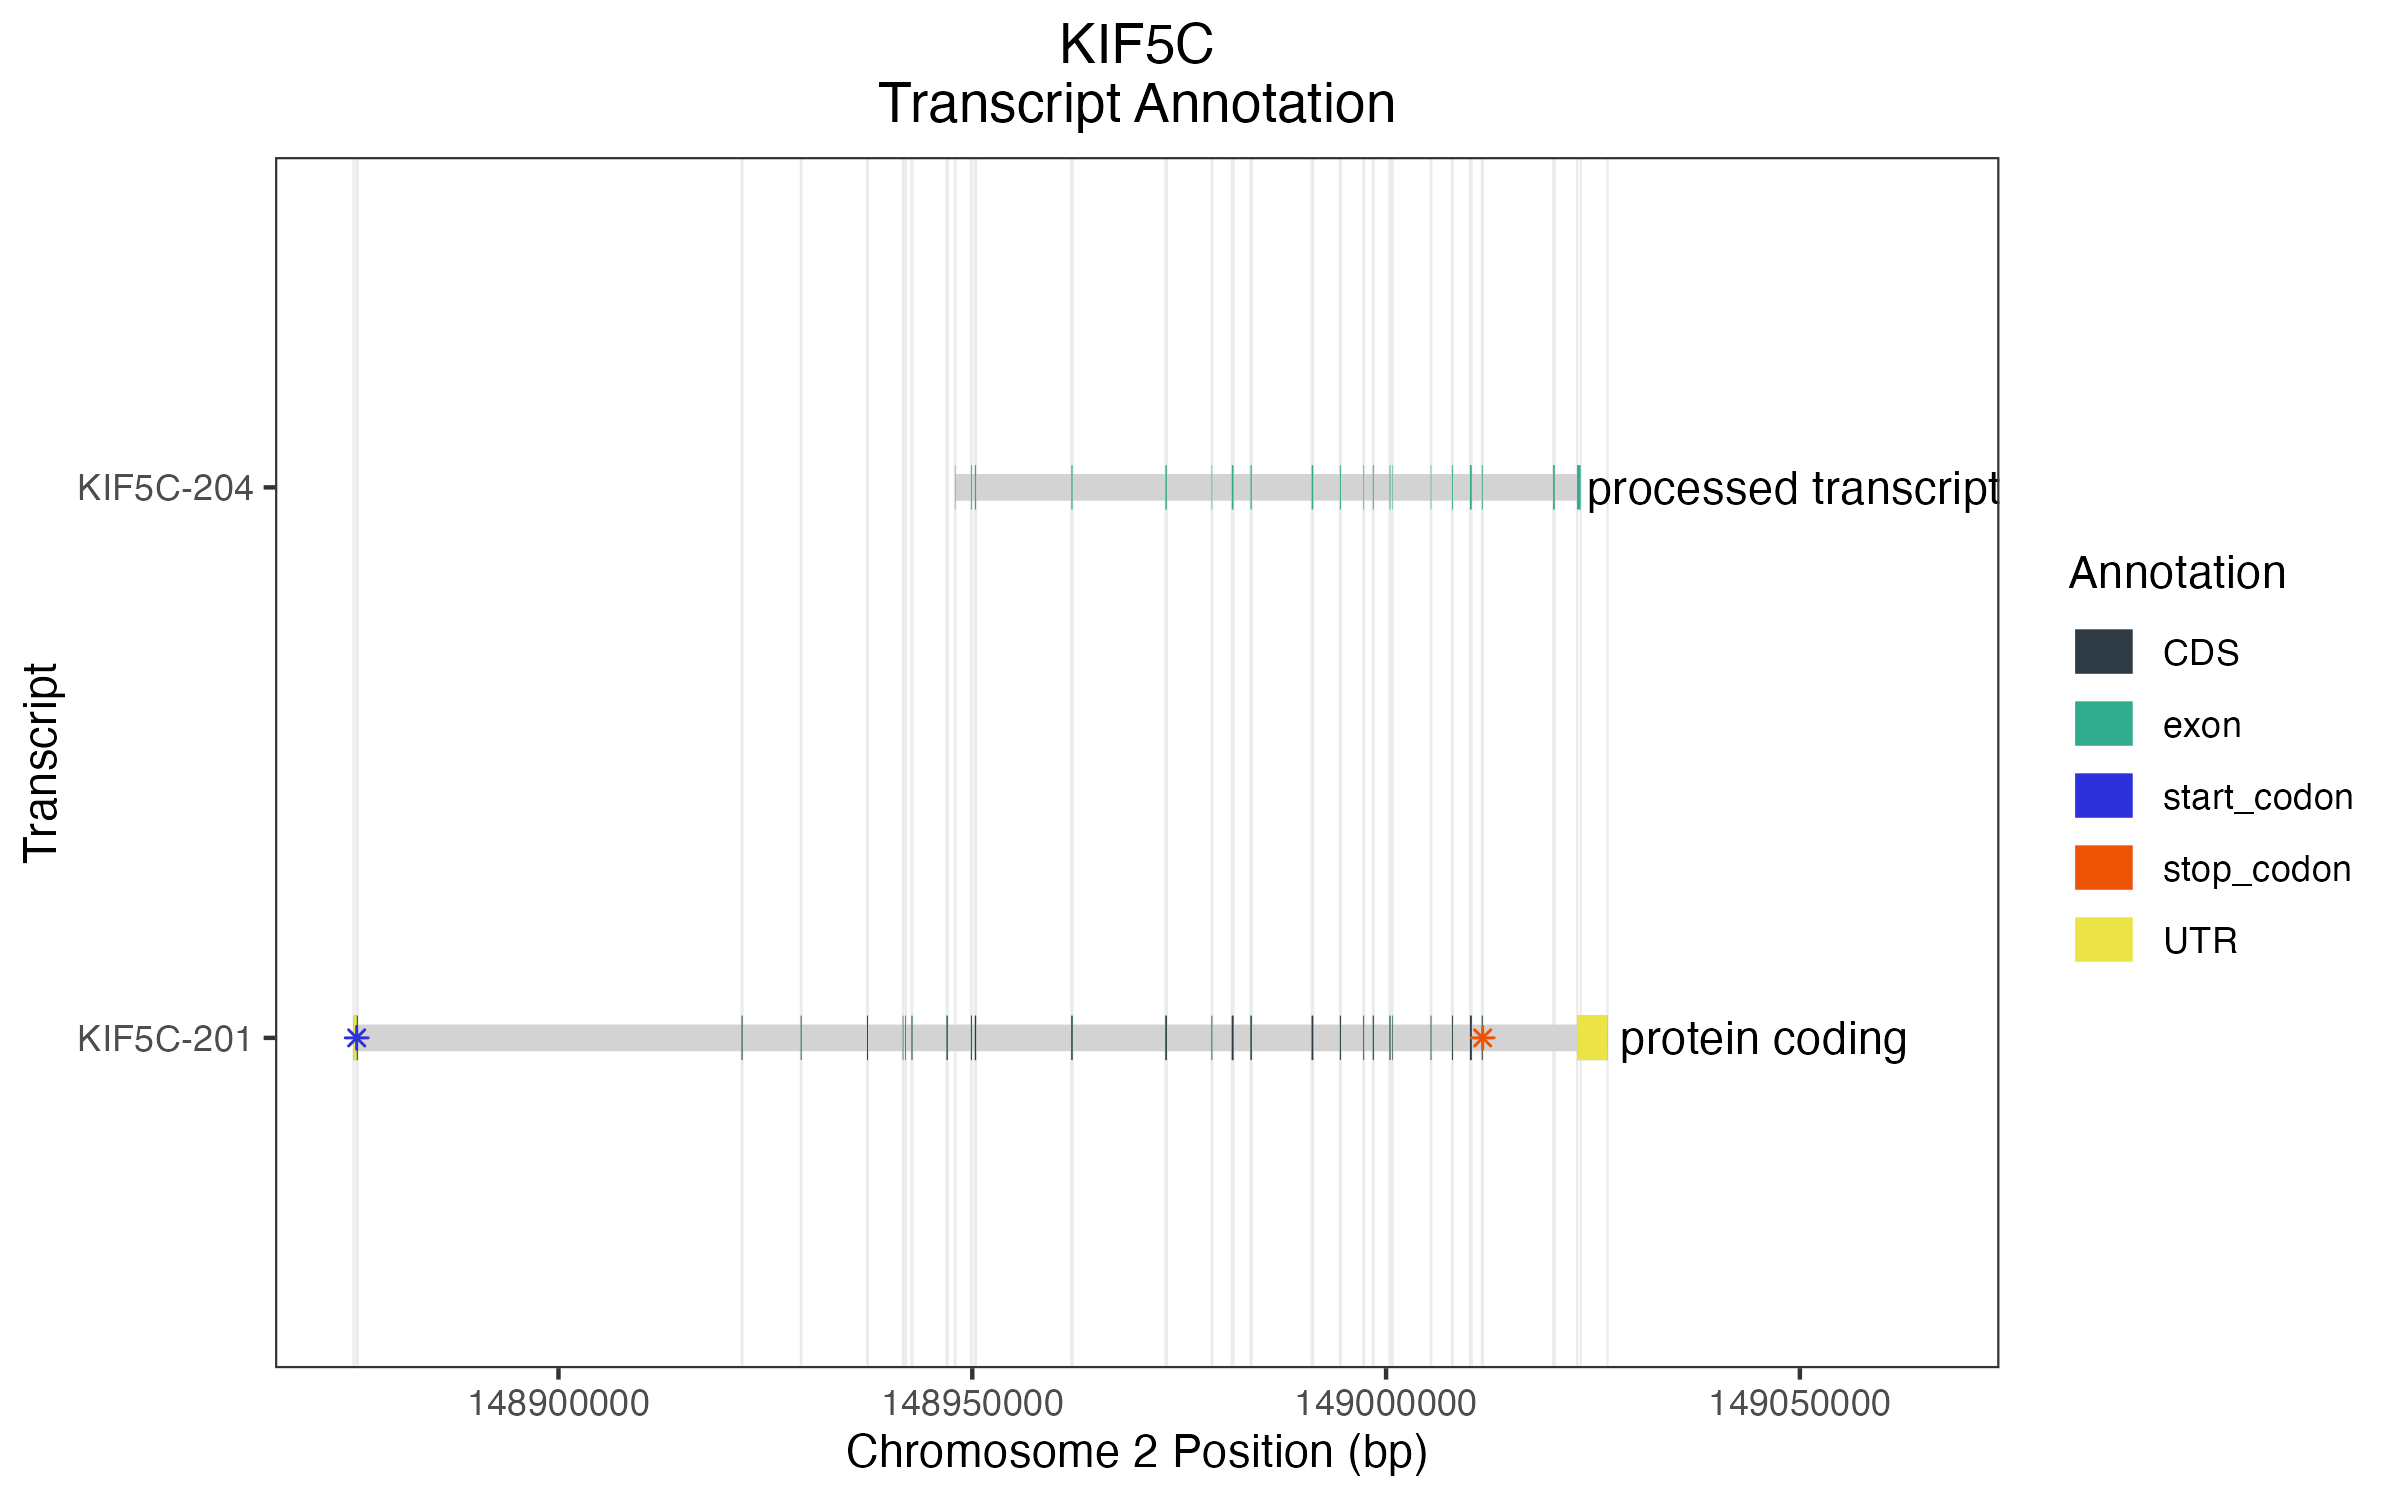 KIF5C
Transcript Annotation
Transcript
KIF5C-204
processed transcript
KIF5C-201
protein coding
148900000
148950000
149000000
149050000
Chromosome 2 Position (bp)
Annotation
CDS
exon
start_codon
stop_codon
UTR